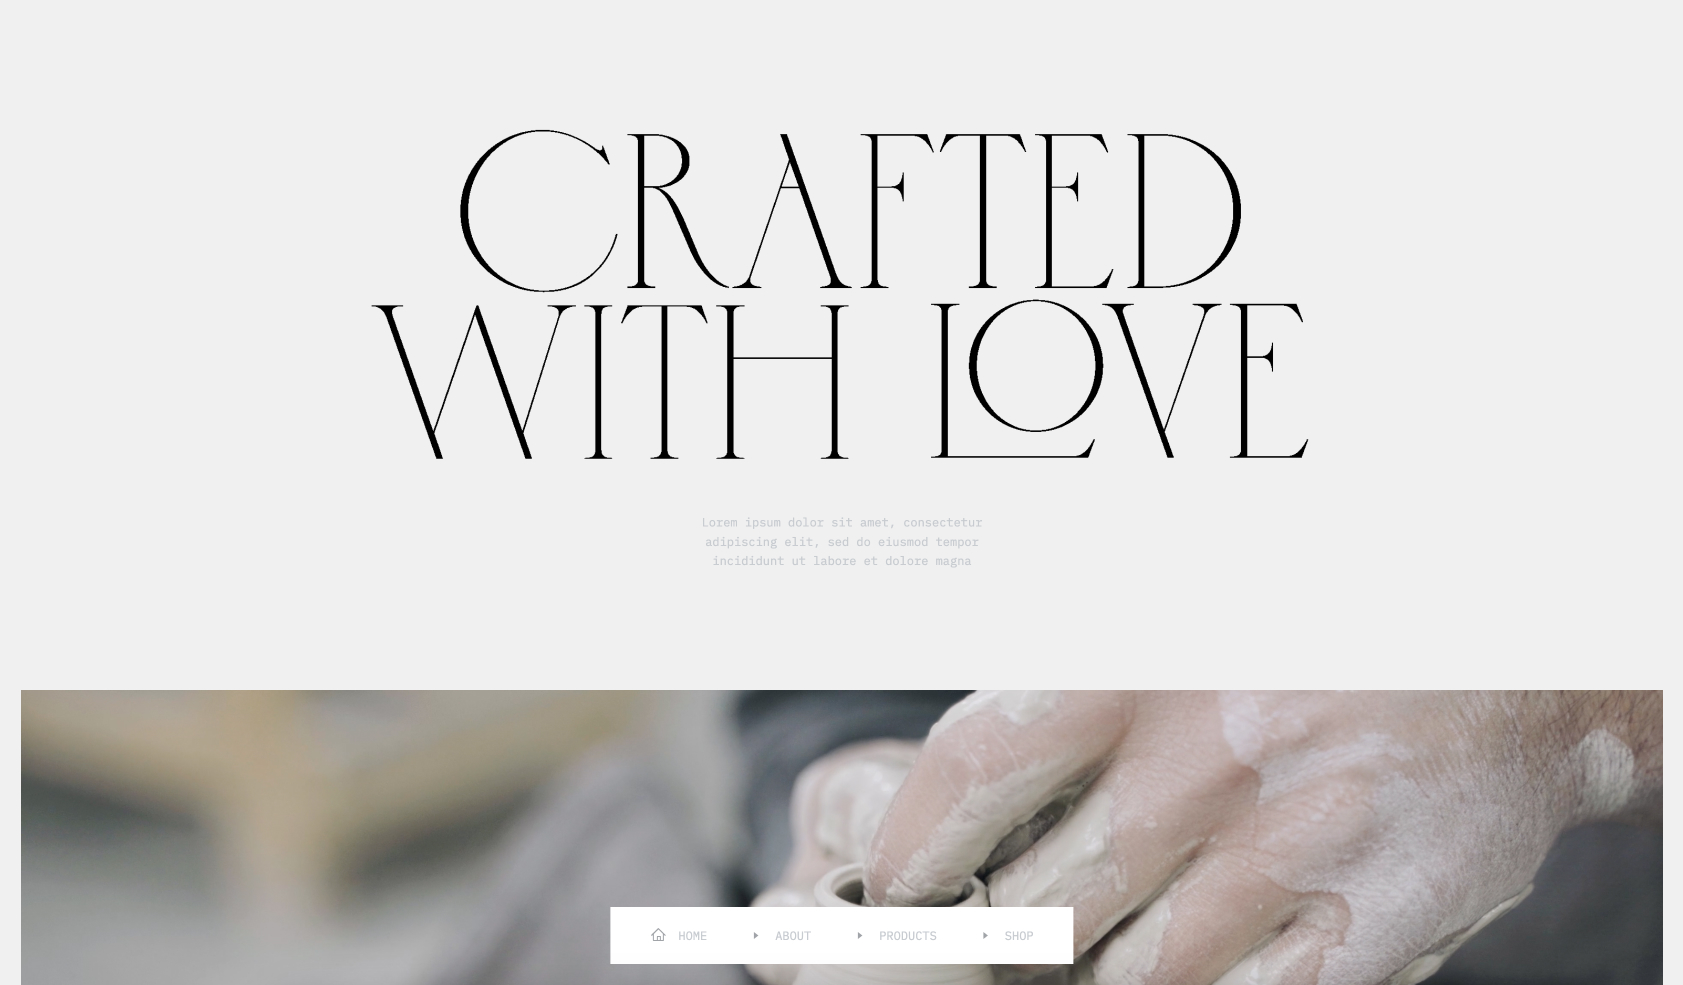 CRAFTED
WITH LOVE
Lorem ipsum dolor sit amet, consectetur
adipiscing elit, sed do eiusmod tempor
incididunt ut labore et dolore magna
HOME ABOUT PRODUCTS SHOP